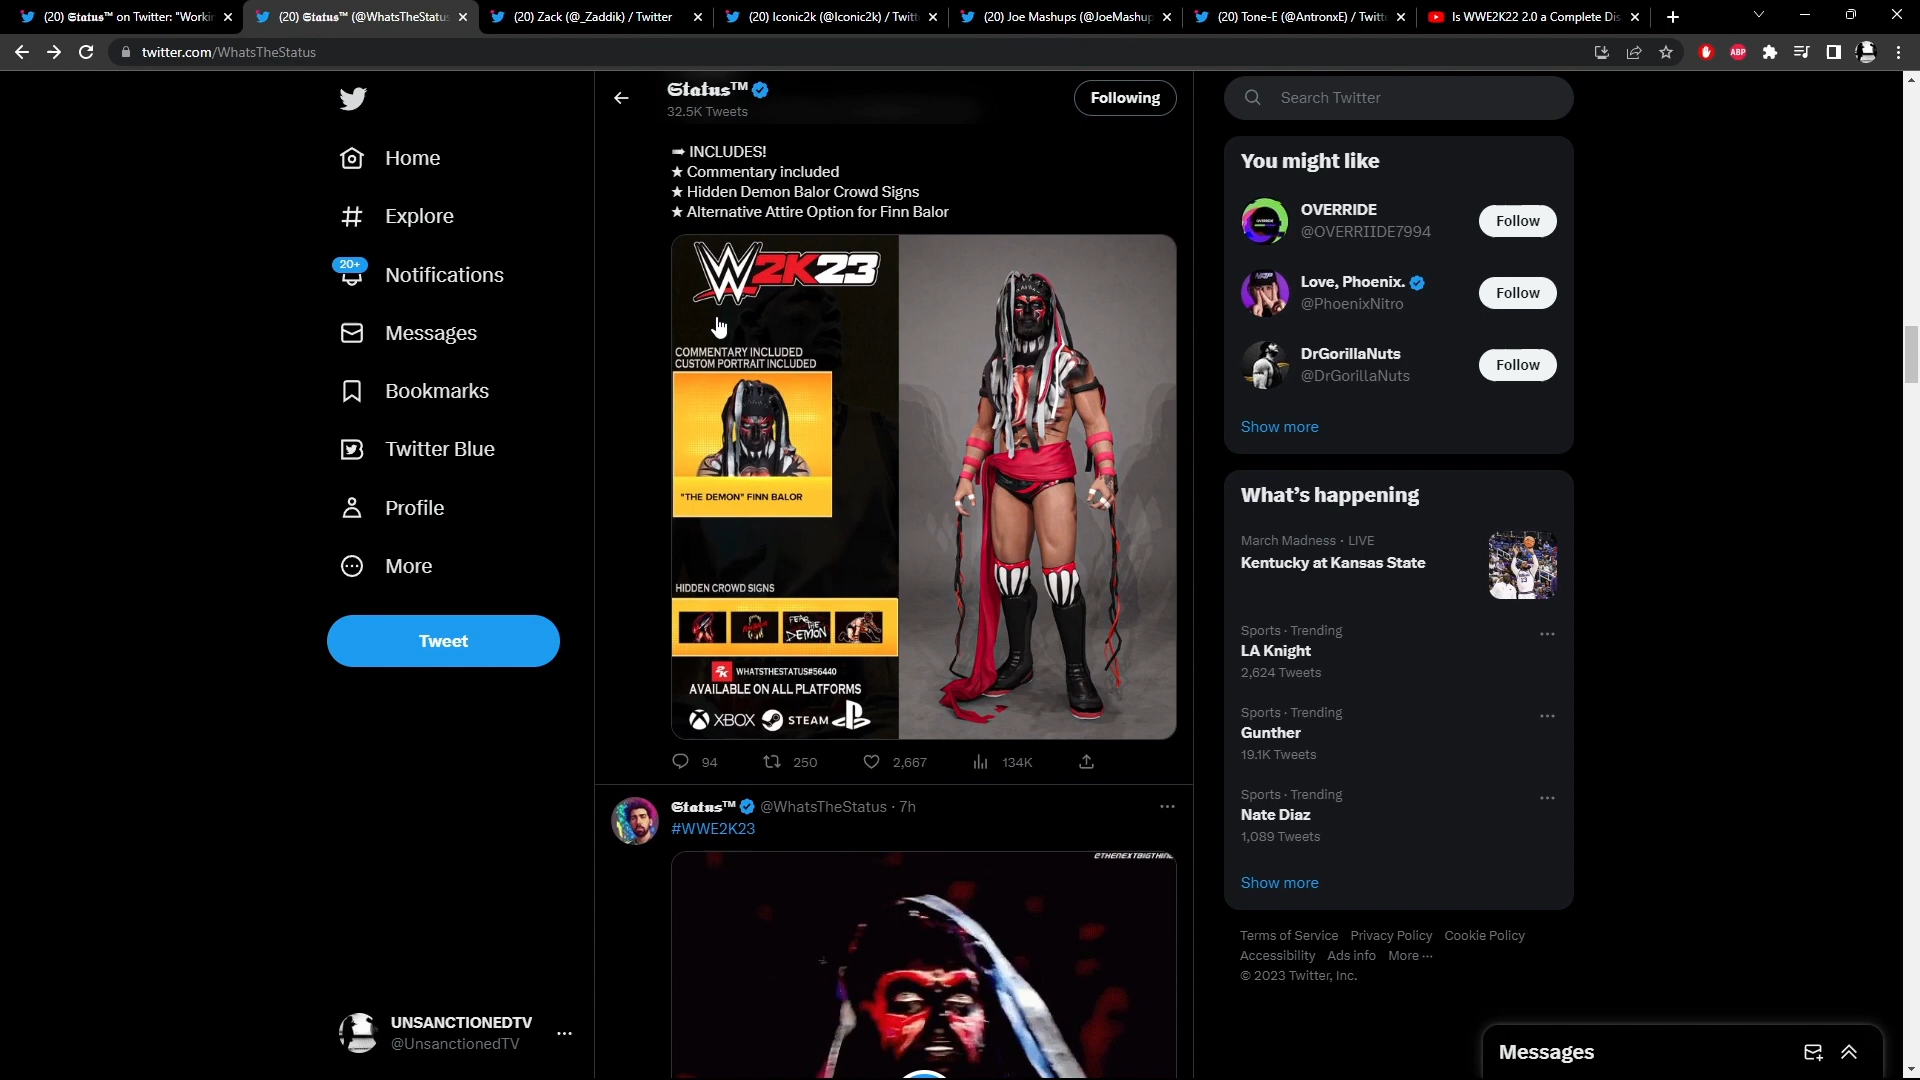 (20) 𝕾𝖙𝖆𝖙𝖚𝖘™ on Twitter: "Workin
(20) 𝕾𝖙𝖆𝖙𝖚𝖘™ (@WhatsTheStatus
(20) Zack (@_Zaddik) / Twitter
(20) Iconic2k (@Iconic2k) / Twitt
(20) Joe Mashups (@JoeMashup
(20) Tone-E (@AntronxE) / Twitt
Is WWE2K22 2.0 a Complete Dis
twitter.com/WhatsTheStatus
ABP
Home
Explore
20+
Notifications
Messages
Bookmarks
Twitter Blue
Profile
More
Tweet
UNSANCTIONEDTV
@UnsanctionedTV
𝕾𝖙𝖆𝖙𝖚𝖘™
32.5K Tweets
Following
➡ INCLUDES!
★ Commentary included
★ Hidden Demon Balor Crowd Signs
★ Alternative Attire Option for Finn Balor
W2K23
COMMENTARY INCLUDED
CUSTOM PORTRAIT INCLUDED
"THE DEMON" FINN BALOR
HIDDEN CROWD SIGNS
FEAR THE DEMON
2K WHATSTHESTATUS#56440
AVAILABLE ON ALL PLATFORMS
XBOX STEAM
94 250 2,667 134K
𝕾𝖙𝖆𝖙𝖚𝖘™ @WhatsTheStatus · 7h
#WWE2K23
@THENEXTBIGTHING
Search Twitter
You might like
OVERRIDE
@OVERRIIDE7994
Follow
Love, Phoenix.
@PhoenixNitro
Follow
DrGorillaNuts
@DrGorillaNuts
Follow
Show more
What's happening
March Madness · LIVE
Kentucky at Kansas State
Sports · Trending
LA Knight
2,624 Tweets
Sports · Trending
Gunther
19.1K Tweets
Sports · Trending
Nate Diaz
1,089 Tweets
Show more
Terms of Service Privacy Policy Cookie Policy
Accessibility Ads info More ···
© 2023 Twitter, Inc.
Messages